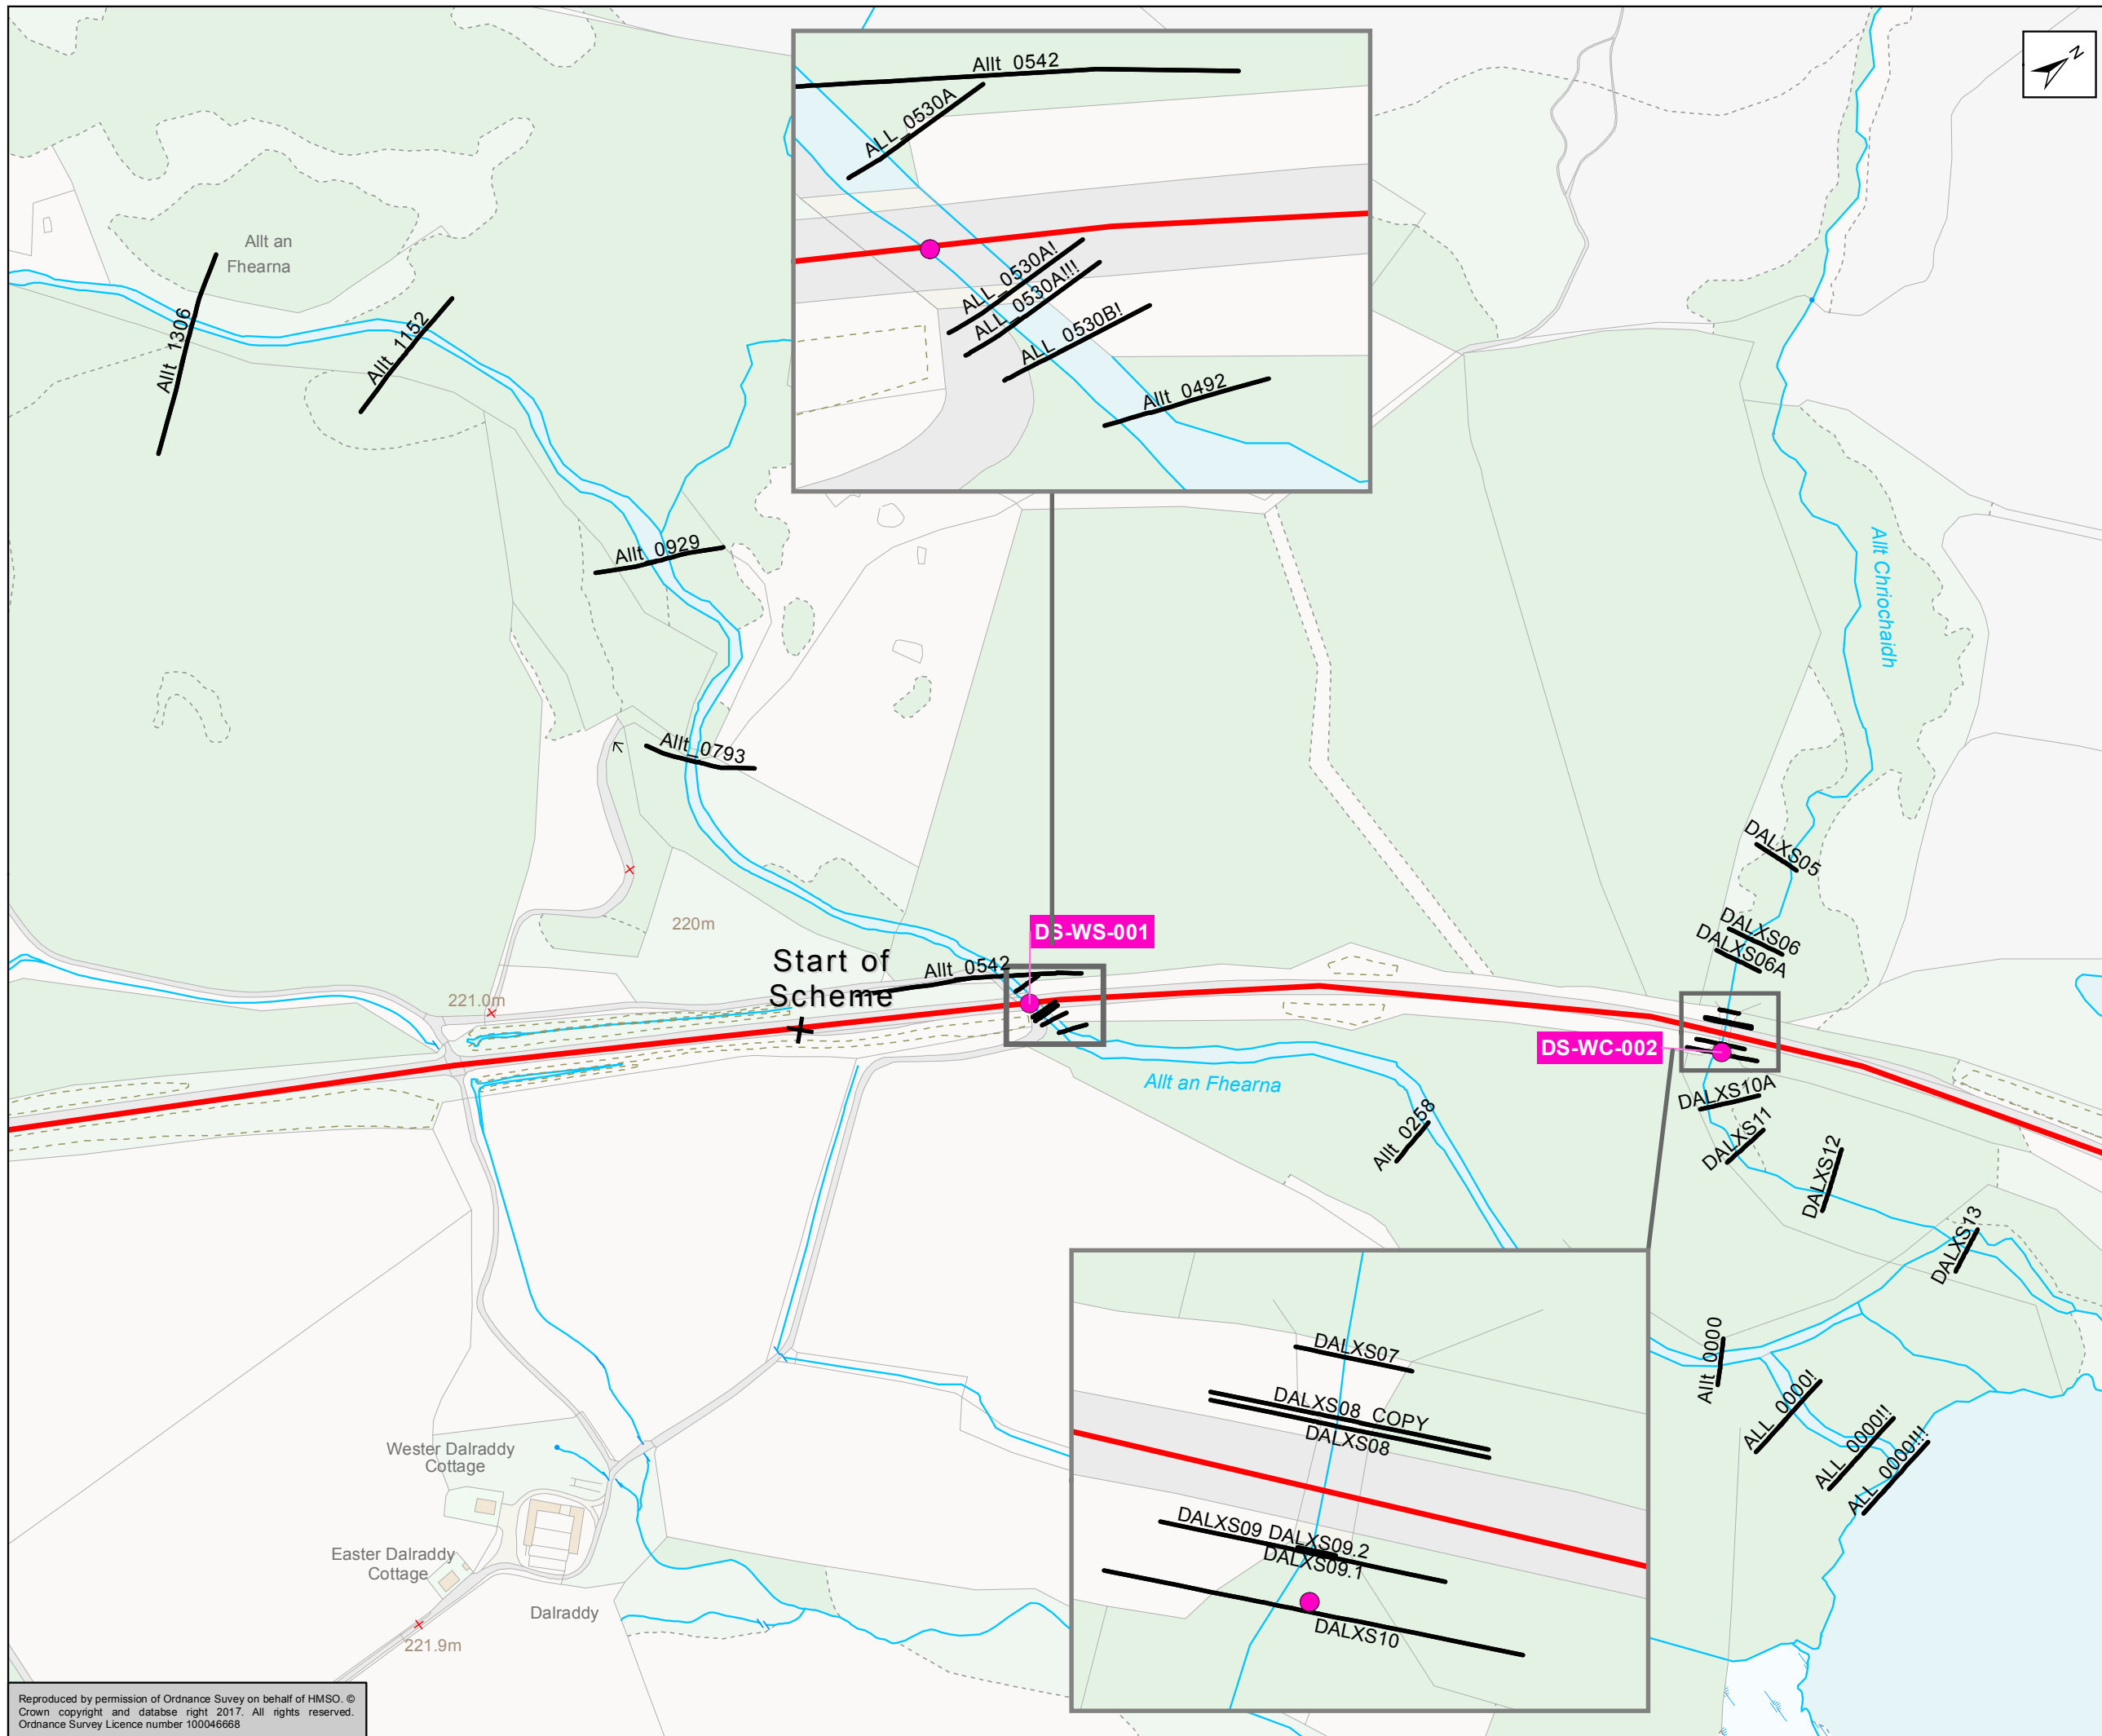 N
Allt 0542
ALL_0530A
ALL_0530A!
ALL_0530A!!!
ALL_0530B!
Allt_0492
Allt an
Fhearna
Allt_1306
Allt_1152
Allt_0929
Allt_0793
Allt Chriochaidh
DALXS05
DALXS06
DALXS06A
220m
DS-WS-001
Start of
Scheme
Allt_0542
221.0m
DS-WC-002
Allt an Fhearna
Allt_0258
DALXS10A
DALXS11
DALXS12
DALXS13
Allt_0000
ALL_0000!
ALL_0000!!
ALL_0000!!!
DALXS07
DALXS08_COPY
DALXS08
DALXS09
DALXS09.2
DALXS09.1
DALXS10
Wester Dalraddy
Cottage
Easter Dalraddy
Cottage
Dalraddy
221.9m
Reproduced by permission of Ordnance Suvey on behalf of HMSO. ©
Crown copyright and databse right 2017. All rights reserved.
Ordnance Survey Licence number 100046668